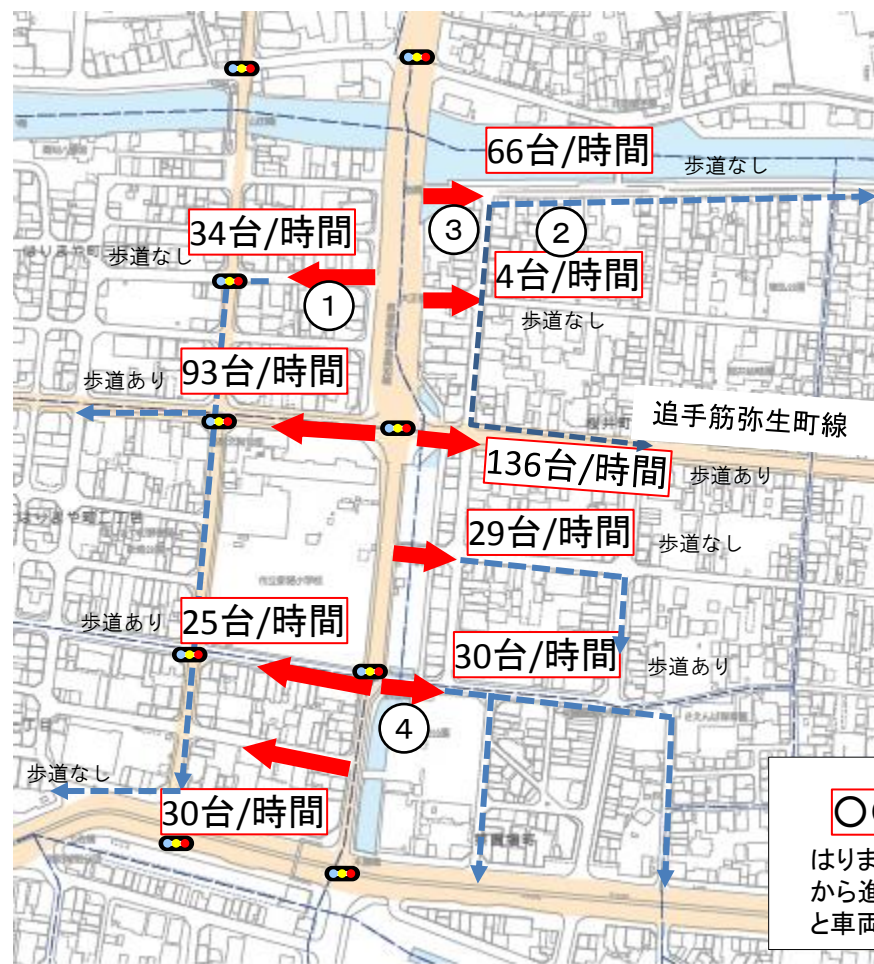 66台/時間
歩道なし
34台/時間
③
②
歩道なし
4台/時間
①
歩道なし
93台/時間
歩道あり
追手筋弥生町線
136台/時間
歩道あり
29台/時間
歩道なし
歩道あり
25台/時間
30台/時間
歩道あり
④
歩道なし
30台/時間
はりま
から進
と車両